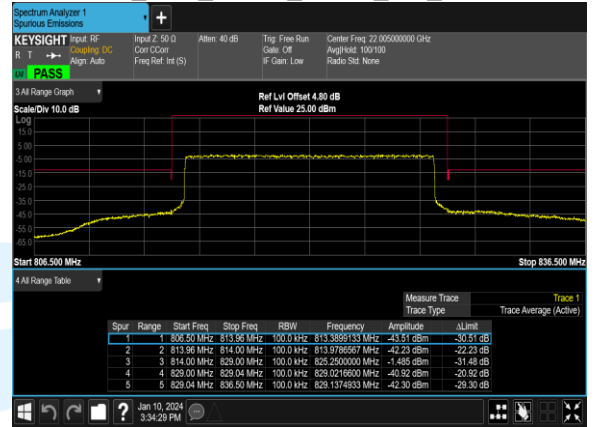 Spectrum Analyzer 1
Spurious Emissions
+
KEYSIGHT Input: RF Input Z: 50 Ω Atten: 40 dB Trig: Free Run Center Freq: 22.005000000 GHz
R T Coupling: DC Corr CCorr Gate: Off Avg|Hold: 100/100
Align: Auto Freq Ref: Int (S) IF Gain: Low Radio Std: None
PASS
3 All Range Graph
Ref Lvl Offset 4.80 dB
Scale/Div 10.0 dB Ref Value 25.00 dBm
Log
15.0
5.00
-5.00
-15.0
-25.0
-35.0
-45.0
-55.0
-65.0
Start 806.500 MHz Stop 836.500 MHz
4 All Range Table
Measure Trace Trace 1
Trace Type Trace Average (Active)
Spur Range Start Freq Stop Freq RBW Frequency Amplitude ΔLimit
1 1 806.50 MHz 813.96 MHz 100.0 kHz 813.3899133 MHz -43.51 dBm -30.51 dB
2 2 813.96 MHz 814.00 MHz 100.0 kHz 813.9786567 MHz -42.23 dBm -22.23 dB
3 3 814.00 MHz 829.00 MHz 100.0 kHz 825.2500000 MHz -1.485 dBm -31.48 dB
4 4 829.00 MHz 829.04 MHz 100.0 kHz 829.0216600 MHz -40.92 dBm -20.92 dB
5 5 829.04 MHz 836.50 MHz 100.0 kHz 829.1374933 MHz -42.30 dBm -29.30 dB
?
Jan 10, 2024
3:34:29 PM